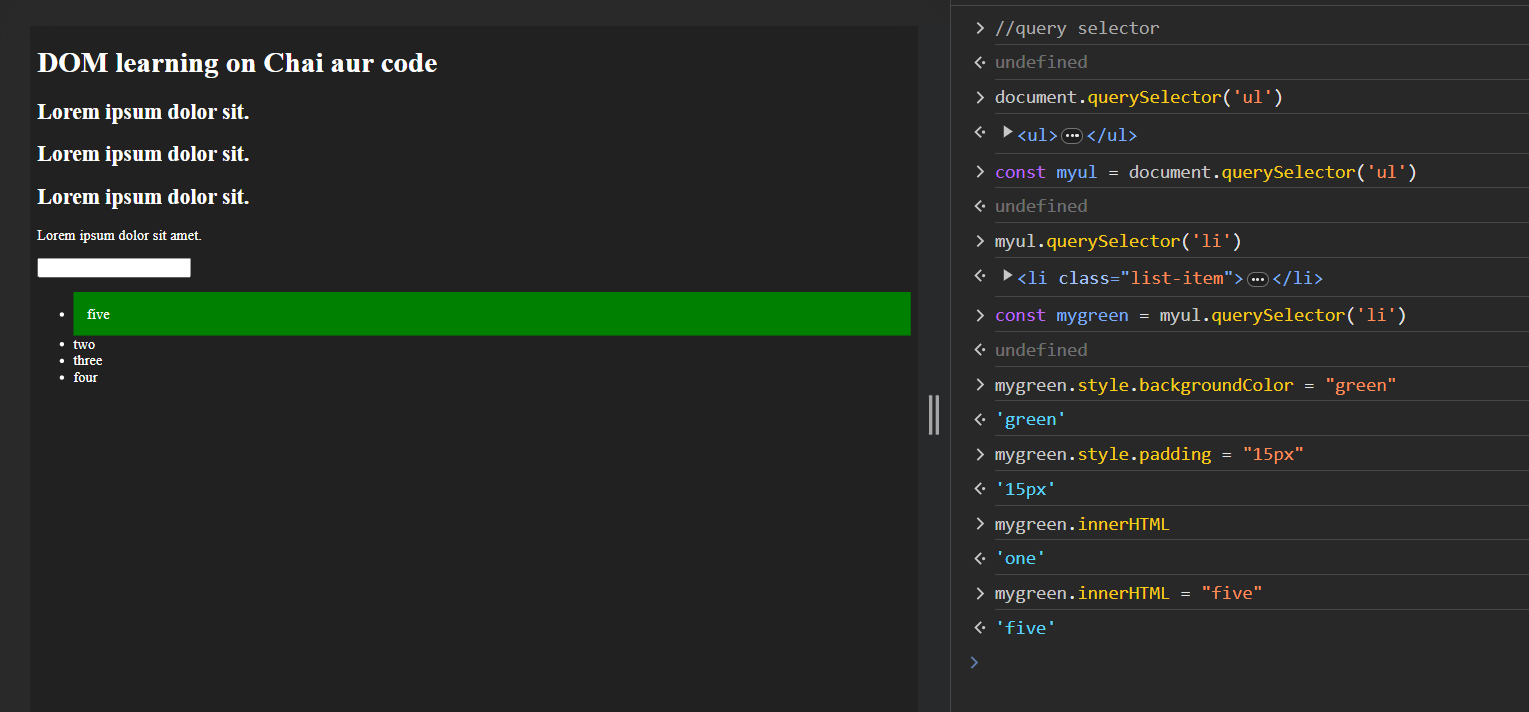 DOM learning on Chai aur code
Lorem ipsum dolor sit.
Lorem ipsum dolor sit.
Lorem ipsum dolor sit.
Lorem ipsum dolor sit amet.
five
two
three
four
//query selector
undefined
document.querySelector('ul')
<ul>…</ul>
const myul = document.querySelector('ul')
undefined
myul.querySelector('li')
<li class="list-item">…</li>
const mygreen = myul.querySelector('li')
undefined
mygreen.style.backgroundColor = "green"
'green'
mygreen.style.padding = "15px"
'15px'
mygreen.innerHTML
'one'
mygreen.innerHTML = "five"
'five'